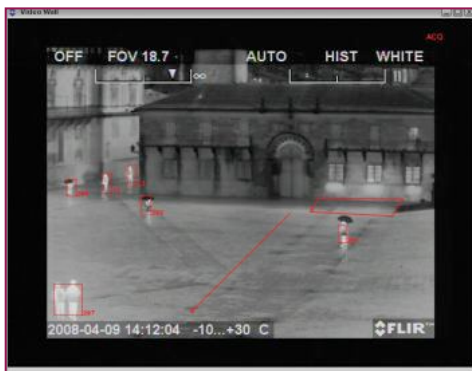 Video Wall
ACQ
OFF FOV 18.7 AUTO HIST WHITE
∞
297
2008-04-09 14:12:04 -10...+30 C FLIR